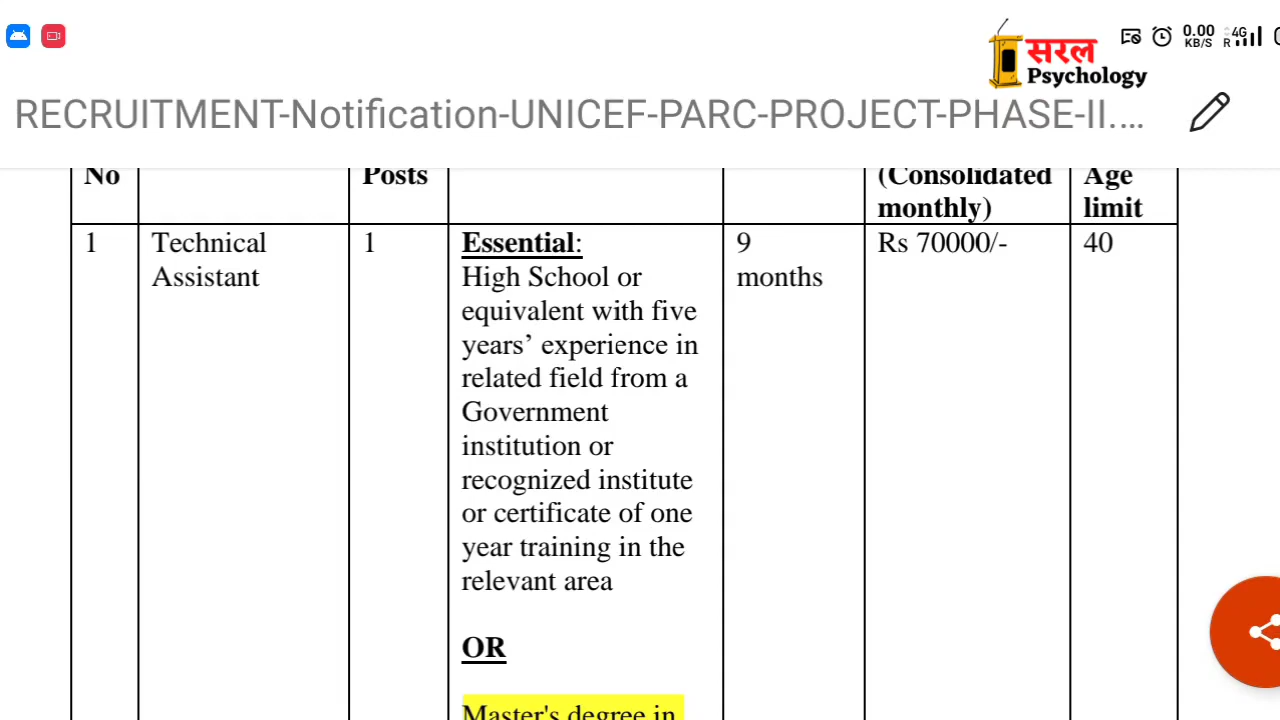 सरल
Psychology
0.00
KB/S
4G
R
RECRUITMENT-Notification-UNICEF-PARC-PROJECT-PHASE-II....
No
Posts
(Consolidated
monthly)
Age
limit
1
Technical
Assistant
1
Essential:
High School or
equivalent with five
years’ experience in
related field from a
Government
institution or
recognized institute
or certificate of one
year training in the
relevant area
OR
Master's degree in
9
months
Rs 70000/-
40